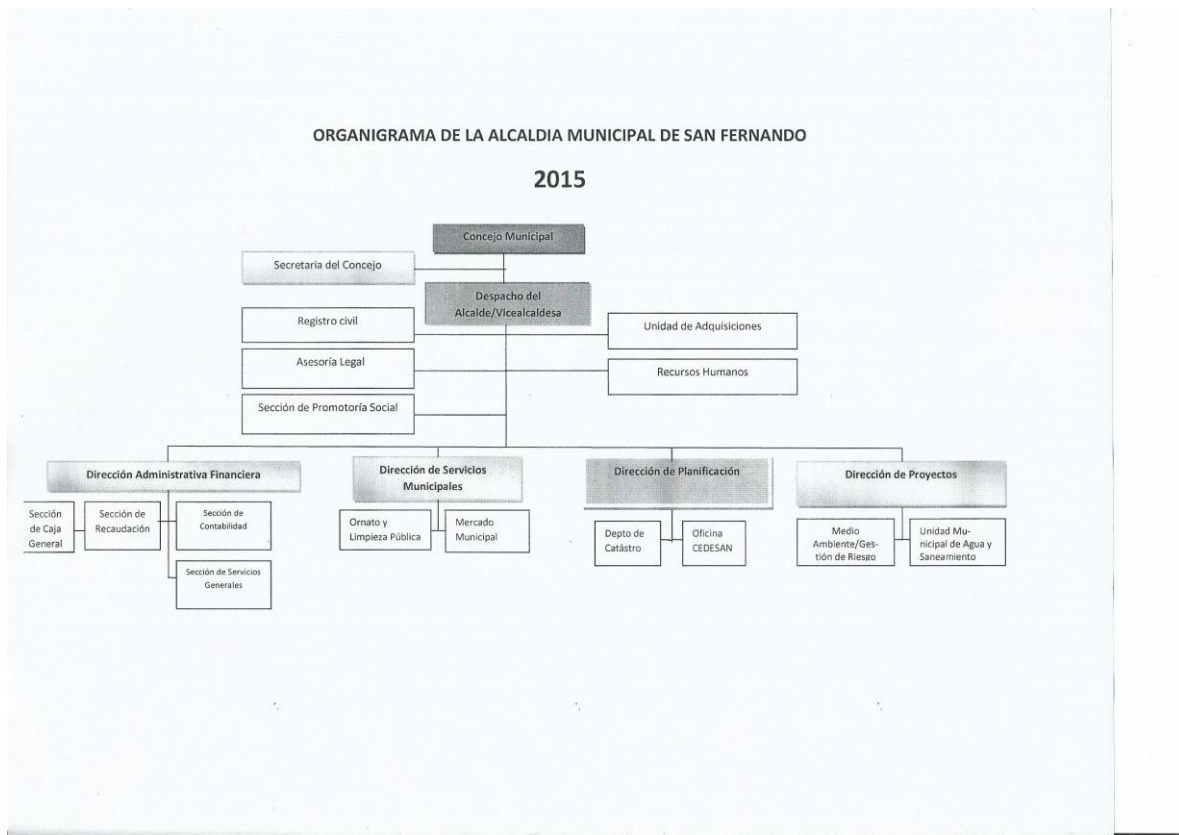 ORGANIGRAMA DE LA ALCALDIA MUNICIPAL DE SAN FERNANDO
2015
Concejo Municipal
Secretaria del Concejo
Despacho del
Alcalde/Vicealcaldesa
Registro civil
Unidad de Adquisiciones
Asesoría Legal
Recursos Humanos
Sección de Promotoría Social
Dirección Administrativa Financiera
Dirección de Servicios
Municipales
Dirección de Planificación
Dirección de Proyectos
Sección
de Caja
General
Sección de
Recaudación
Sección de
Contabilidad
Sección de Servicios
Generales
Ornato y
Limpieza Pública
Mercado
Municipal
Depto de
Catástro
Oficina
CEDESAN
Medio
Ambiente/Ges-
tión de Riesgo
Unidad Mu-
nicipal de Agua y
Saneamiento